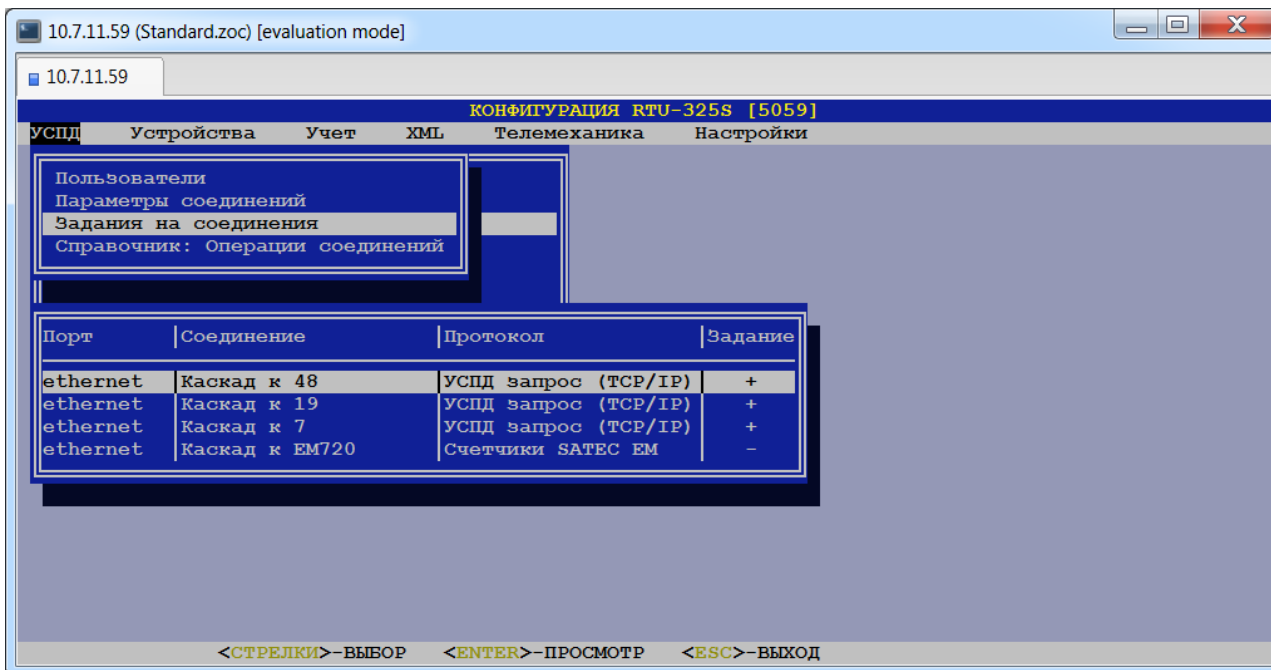 10.7.11.59 (Standard.zoc) [evaluation mode]
10.7.11.59
КОНФИГУРАЦИЯ RTU-325S [5059]
УСПД Устройства Учет XML Телемеханика Настройки
Пользователи
Параметры соединений
Задания на соединения
Справочник: Операции соединений
Порт Соединение Протокол Задание
ethernet Каскад к 48 УСПД запрос (TCP/IP) +
ethernet Каскад к 19 УСПД запрос (TCP/IP) +
ethernet Каскад к 7 УСПД запрос (TCP/IP) +
ethernet Каскад к EM720 Счетчики SATEC EM -
<СТРЕЛКИ>-ВЫБОР <ENTER>-ПРОСМОТР <ESC>-ВЫХОД